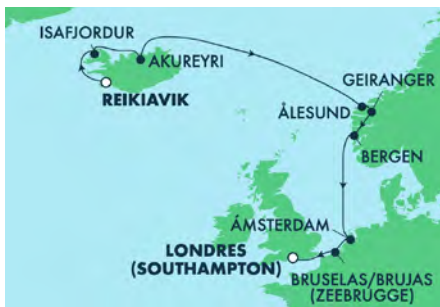 ISAFJORDUR
AKUREYRI
REIKIAVIK
GEIRANGER
ÅLESUND
BERGEN
ÁMSTERDAM
LONDRES
(SOUTHAMPTON)
BRUSELAS/BRUJAS
(ZEEBRUGGE)